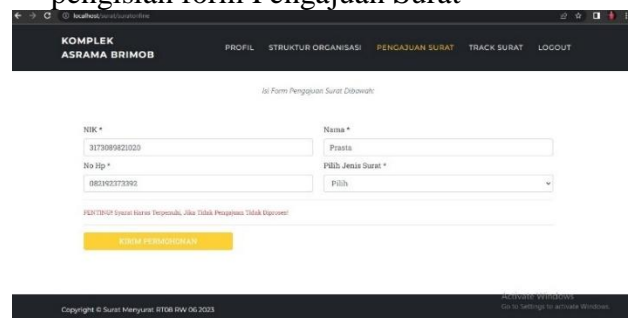 pengisian form Pengajuan Surat
localhost/surat/suratonline
KOMPLEK
ASRAMA BRIMOB
PROFIL STRUKTUR ORGANISASI PENGAJUAN SURAT TRACK SURAT LOGOUT
Isi Form Pengajuan Surat Dibawah:
NIK * Nama *
3173089821020 Prasta
No Hp * Pilih Jenis Surat *
082192373392 Pilih
PENTING! Syarat Harus Terpenuhi, Jika Tidak Pengajuan Tidak Diproses!
KIRIM PERMOHONAN
Activate Windows
Go to Settings to activate Windows.
Copyright © Surat Menyurat RT08 RW 06 2023